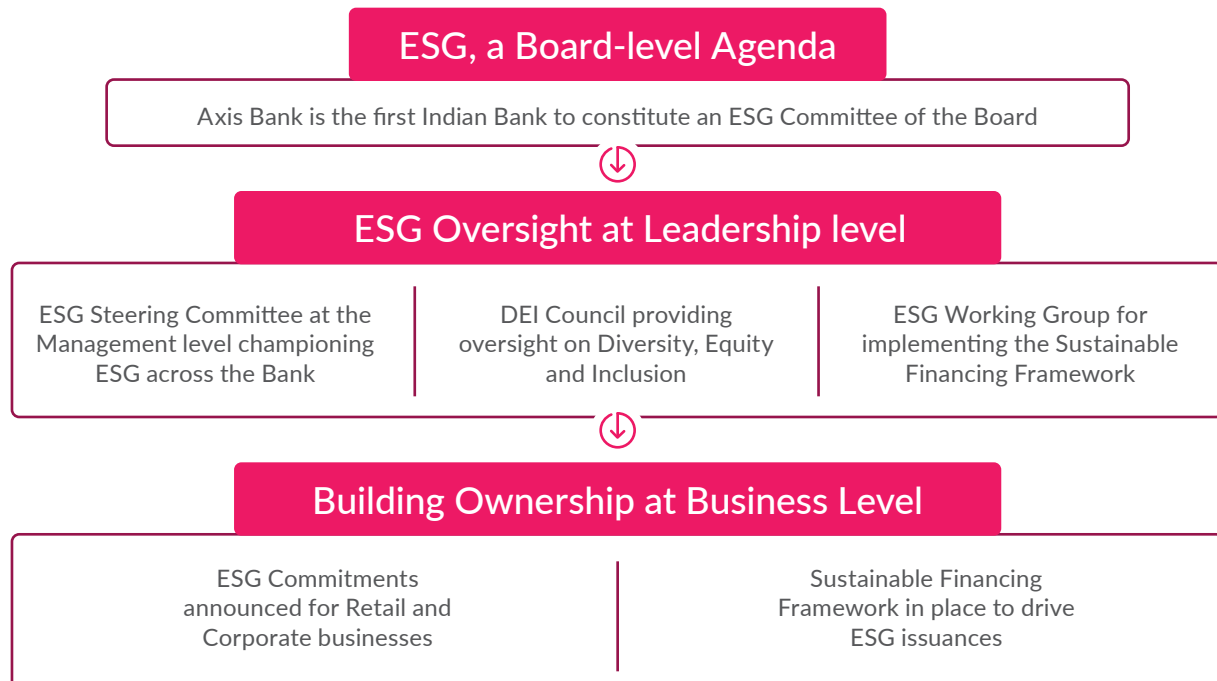 ESG, a Board-level Agenda
Axis Bank is the first Indian Bank to constitute an ESG Committee of the Board
ESG Oversight at Leadership level
ESG Steering Committee at the
Management level championing
ESG across the Bank
DEI Council providing
oversight on Diversity, Equity
and Inclusion
ESG Working Group for
implementing the Sustainable
Financing Framework
Building Ownership at Business Level
ESG Commitments
announced for Retail and
Corporate businesses
Sustainable Financing
Framework in place to drive
ESG issuances